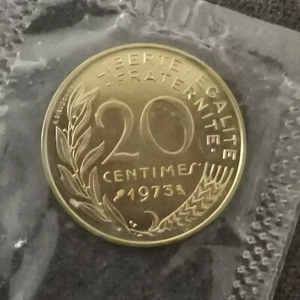 LIBERTE·EGALITE
FRATERNITE·
20
CENTIMES
1973